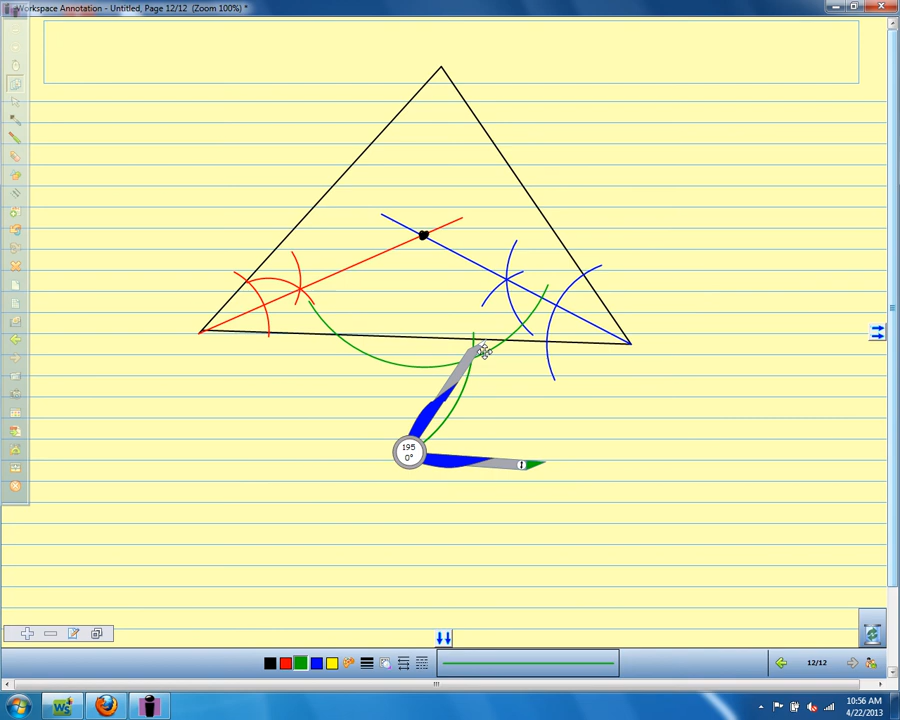 Workspace Annotation - Untitled, Page 12/12 (Zoom 100%) *
195
0°
12/12
10:56 AM
4/22/2013